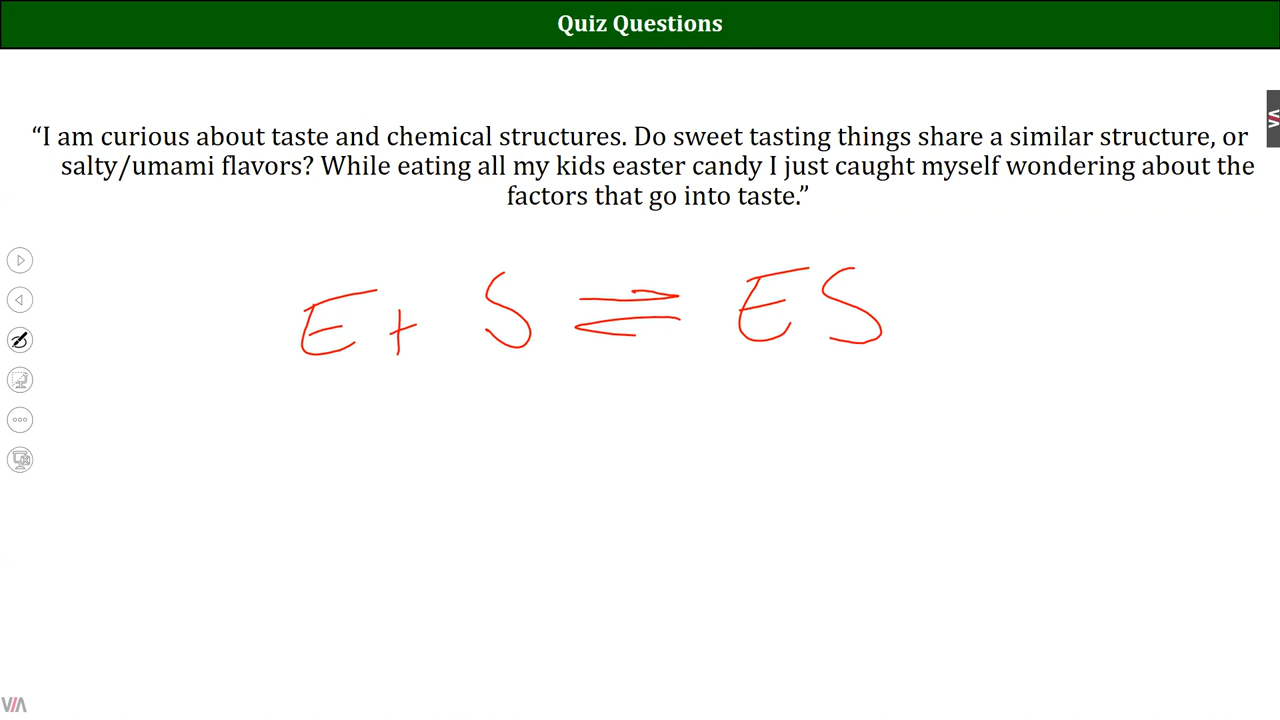 Quiz Questions
“I am curious about taste and chemical structures. Do sweet tasting things share a similar structure, or
salty/umami flavors? While eating all my kids easter candy I just caught myself wondering about the
factors that go into taste.”
E + S ⇌ ES
VIA